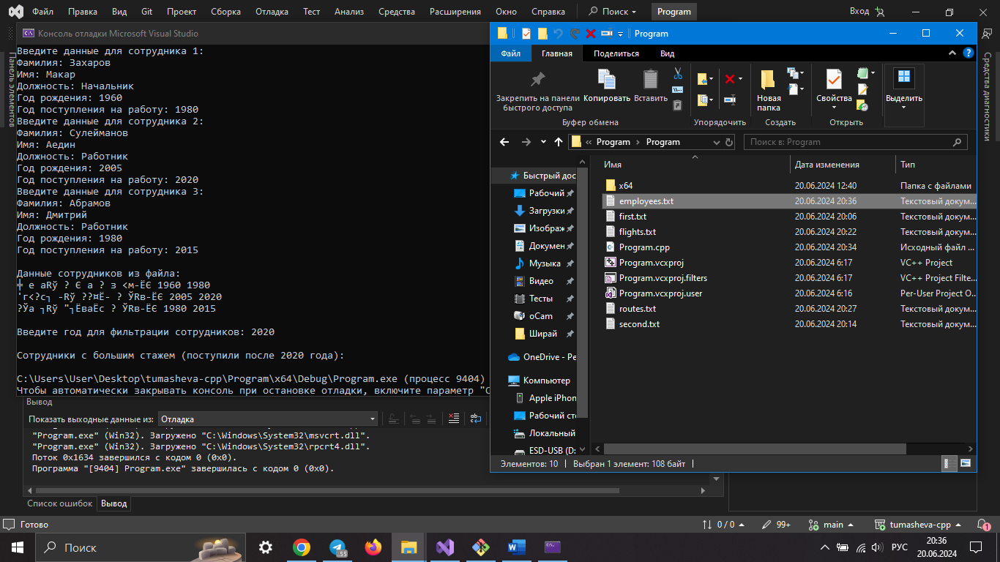 Файл Правка Вид Git Проект Сборка Отладка Тест Анализ Средства Расширения Окно Справка Поиск Program Вход
Консоль отладки Microsoft Visual Studio
Панель элементов
Введите данные для сотрудника 1:
Фамилия: Захаров
Имя: Макар
Должность: Начальник
Год рождения: 1960
Год поступления на работу: 1980
Введите данные для сотрудника 2:
Фамилия: Сулейманов
Имя: Аедин
Должность: Работник
Год рождения: 2005
Год поступления на работу: 2020
Введите данные для сотрудника 3:
Фамилия: Абрамов
Имя: Дмитрий
Должность: Работник
Год рождения: 1980
Год поступления на работу: 2015
Данные сотрудников из файла:
╪ е аRў ? Є а ? з <м-ЁЄ 1960 1980
'г<?с┐ -Rў ??¤Ё- ? ЎRв-ЁЄ 2005 2020
?Ўа ┐Rў "┐ЁваЁс ? ЎRв-ЁЄ 1980 2015
Введите год для фильтрации сотрудников: 2020
Сотрудники с большим стажем (поступили после 2020 года):
C:\Users\User\Desktop\tumasheva-cpp\Program\x64\Debug\Program.exe (процесс 9404)
Чтобы автоматически закрывать консоль при остановке отладки, включите параметр "С
Program
Файл Главная Поделиться Вид
Закрепить на панели быстрого доступа
Копировать
Вставить
Новая папка
Свойства
Выделить
Буфер обмена Упорядочить Создать Открыть
« Program Program
Поиск в: Program
Имя Дата изменения Тип
x64 20.06.2024 12:40 Папка с файлами
employees.txt 20.06.2024 20:36 Текстовый докум...
first.txt 20.06.2024 20:06 Текстовый докум...
flights.txt 20.06.2024 20:22 Текстовый докум...
Program.cpp 20.06.2024 20:34 Исходный файл ...
Program.vcxproj 20.06.2024 6:17 VC++ Project
Program.vcxproj.filters 20.06.2024 6:17 VC++ Project Filte...
Program.vcxproj.user 20.06.2024 6:16 Per-User Project O...
routes.txt 20.06.2024 20:27 Текстовый докум...
second.txt 20.06.2024 20:14 Текстовый докум...
Быстрый дос
Рабочий
Загрузки
Изображ
Докумен
Музыка
Видео
Тесты
oCam
Ширай
OneDrive - Pe
Компьютер
Apple iPhon
Рабочий сто
Локальный
ESD-USB (D:
Элементов: 10 Выбран 1 элемент: 108 байт
Средства диагностики
Вывод
Показать выходные данные из: Отладка
"Program.exe" (Win32). Загружено "C:\Windows\System32\msvcrt.dll".
"Program.exe" (Win32). Загружено "C:\Windows\System32\rpcrt4.dll".
Поток 0x1634 завершился с кодом 0 (0x0).
Программа "[9404] Program.exe" завершилась с кодом 0 (0x0).
Список ошибок Вывод
Готово 0 / 0 99+ main tumasheva-cpp 1
Поиск 55 РУС 20:36
20.06.2024